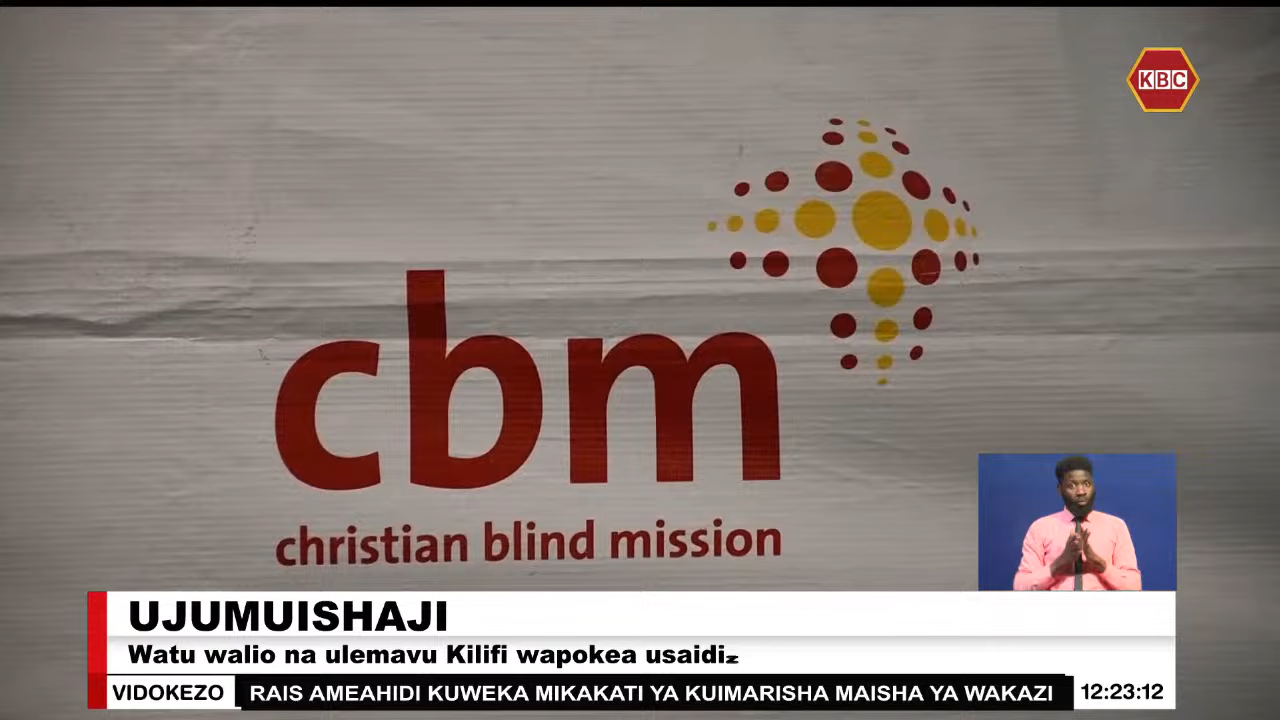 KBC
cbm
christian blind mission
UJUMUISHAJI
Watu walio na ulemavu Kilifi wapokea
VIDOKEZO
RAIS AMEAHIDI KUWEKA MIKAKATI YA KUIMARISHA MAISHA YA WAKAZI
12:23:12